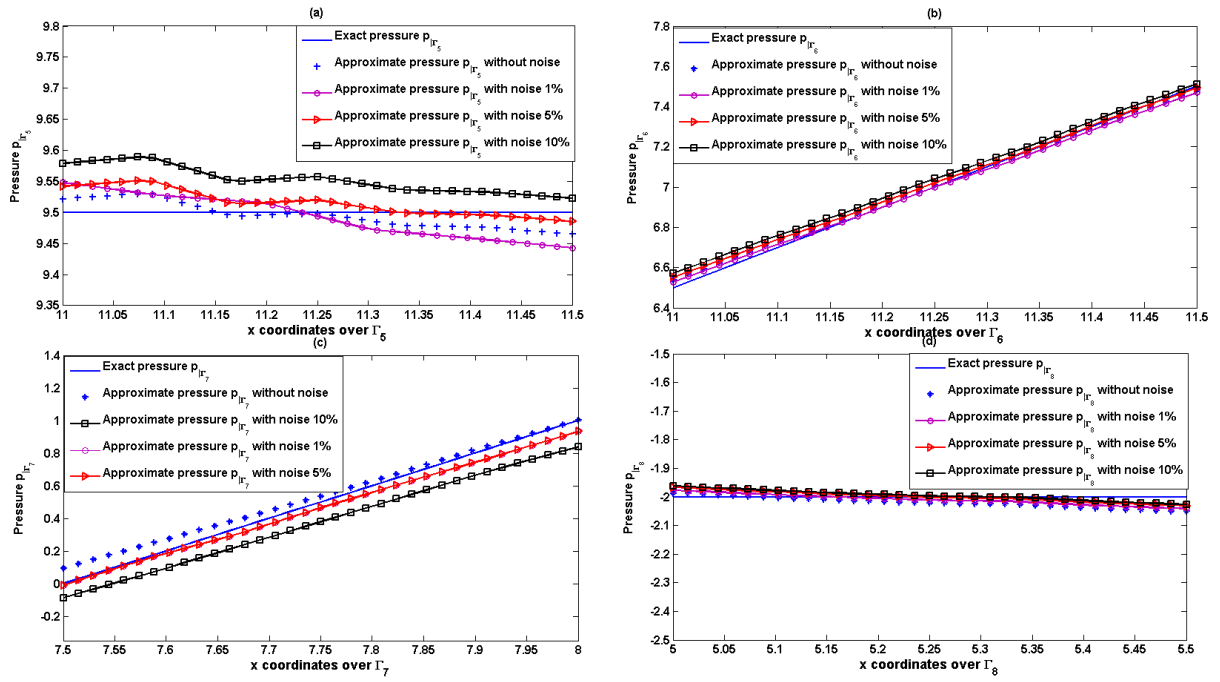 (a)
9.8
9.75
9.7
9.65
9.6
9.55
9.5
9.45
9.4
9.35
Pressure p|Γ5
Exact pressure p|Γ5
Approximate pressure p|Γ5 without noise
Approximate pressure p|Γ5 with noise 1%
Approximate pressure p|Γ5 with noise 5%
Approximate pressure p|Γ5 with noise 10%
11 11.05 11.1 11.15 11.2 11.25 11.3 11.35 11.4 11.45 11.5
x coordinates over Γ5
(b)
7.8
7.6
7.4
7.2
7
6.8
6.6
6.4
Pressure p|Γ6
Exact pressure p|Γ6
Approximate pressure p|Γ6 without noise
Approximate pressure p|Γ6 with noise 1%
Approximate pressure p|Γ6 with noise 5%
Approximate pressure p|Γ6 with noise 10%
11 11.05 11.1 11.15 11.2 11.25 11.3 11.35 11.4 11.45 11.5
x coordinates over Γ6
(c)
1.4
1.2
1
0.8
0.6
0.4
0.2
0
-0.2
Pressure p|Γ7
Exact pressure p|Γ7
Approximate pressure p|Γ7 without noise
Approximate pressure p|Γ7 with noise 10%
Approximate pressure p|Γ7 with noise 1%
Approximate pressure p|Γ7 with noise 5%
7.5 7.55 7.6 7.65 7.7 7.75 7.8 7.85 7.9 7.95 8
x coordinates over Γ7
(d)
-1.5
-1.6
-1.7
-1.8
-1.9
-2
-2.1
-2.2
-2.3
-2.4
-2.5
Pressure p|Γ8
Exact pressure p|Γ8
Approximate pressure p|Γ8 without noise
Approximate pressure p|Γ8 with noise 1%
Approximate pressure p|Γ8 with noise 5%
Approximate pressure p|Γ8 with noise 10%
5 5.05 5.1 5.15 5.2 5.25 5.3 5.35 5.4 5.45 5.5
x coordinates over Γ8